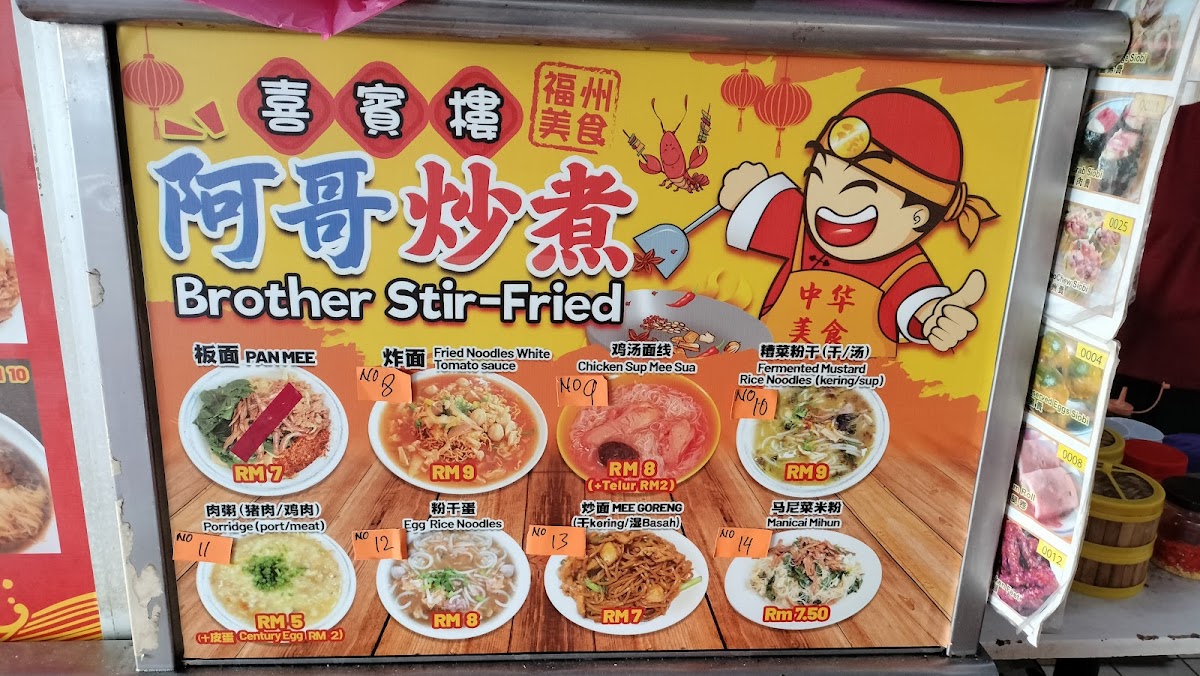 喜賓樓
福州
美食
阿哥炒煮
Brother Stir-Fried
中华
美食
板面 PAN MEE
RM 7
炸面 Fried Noodles White
Tomato sauce
NO 8
RM 9
鸡汤面线
Chicken Sup Mee Sua
NO 9
RM 8
(+Telur RM2)
糟菜粉干(干/汤)
Fermented Mustard
Rice Noodles (kering/sup)
NO 10
RM 9
肉粥(猪肉/鸡肉)
Porridge (port/meat)
NO 11
RM 5
(+皮蛋 Century Egg RM 2)
粉干蛋
Egg Rice Noodles
NO 12
RM 8
炒面 MEE GORENG
(干kering/湿Basah)
NO 13
RM 7
马尼菜米粉
Manicai Mihun
NO 14
Rm 7.50
10
Siobi
Siobi
0025
Siobi
0004
Eggs Siobi
0008
0012